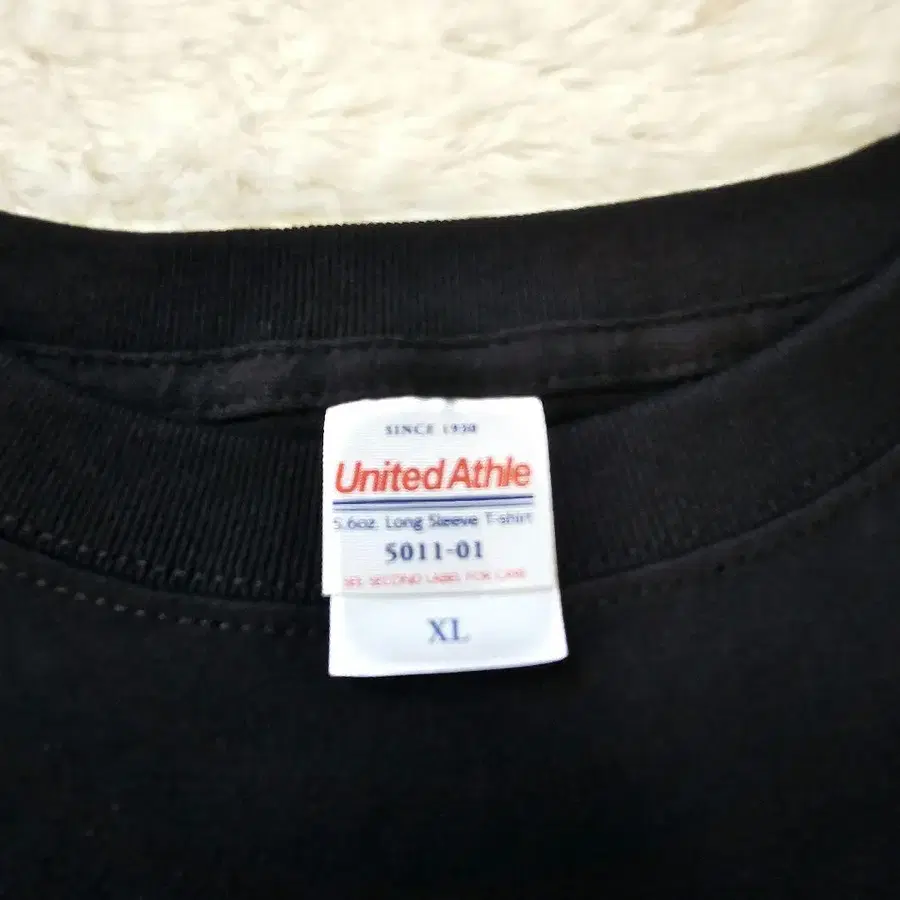 SINCE 1930
United Athle
5.6oz. Long Sleeve T-shirt
5011-01
SEE SECOND LABEL FOR CARE
XL